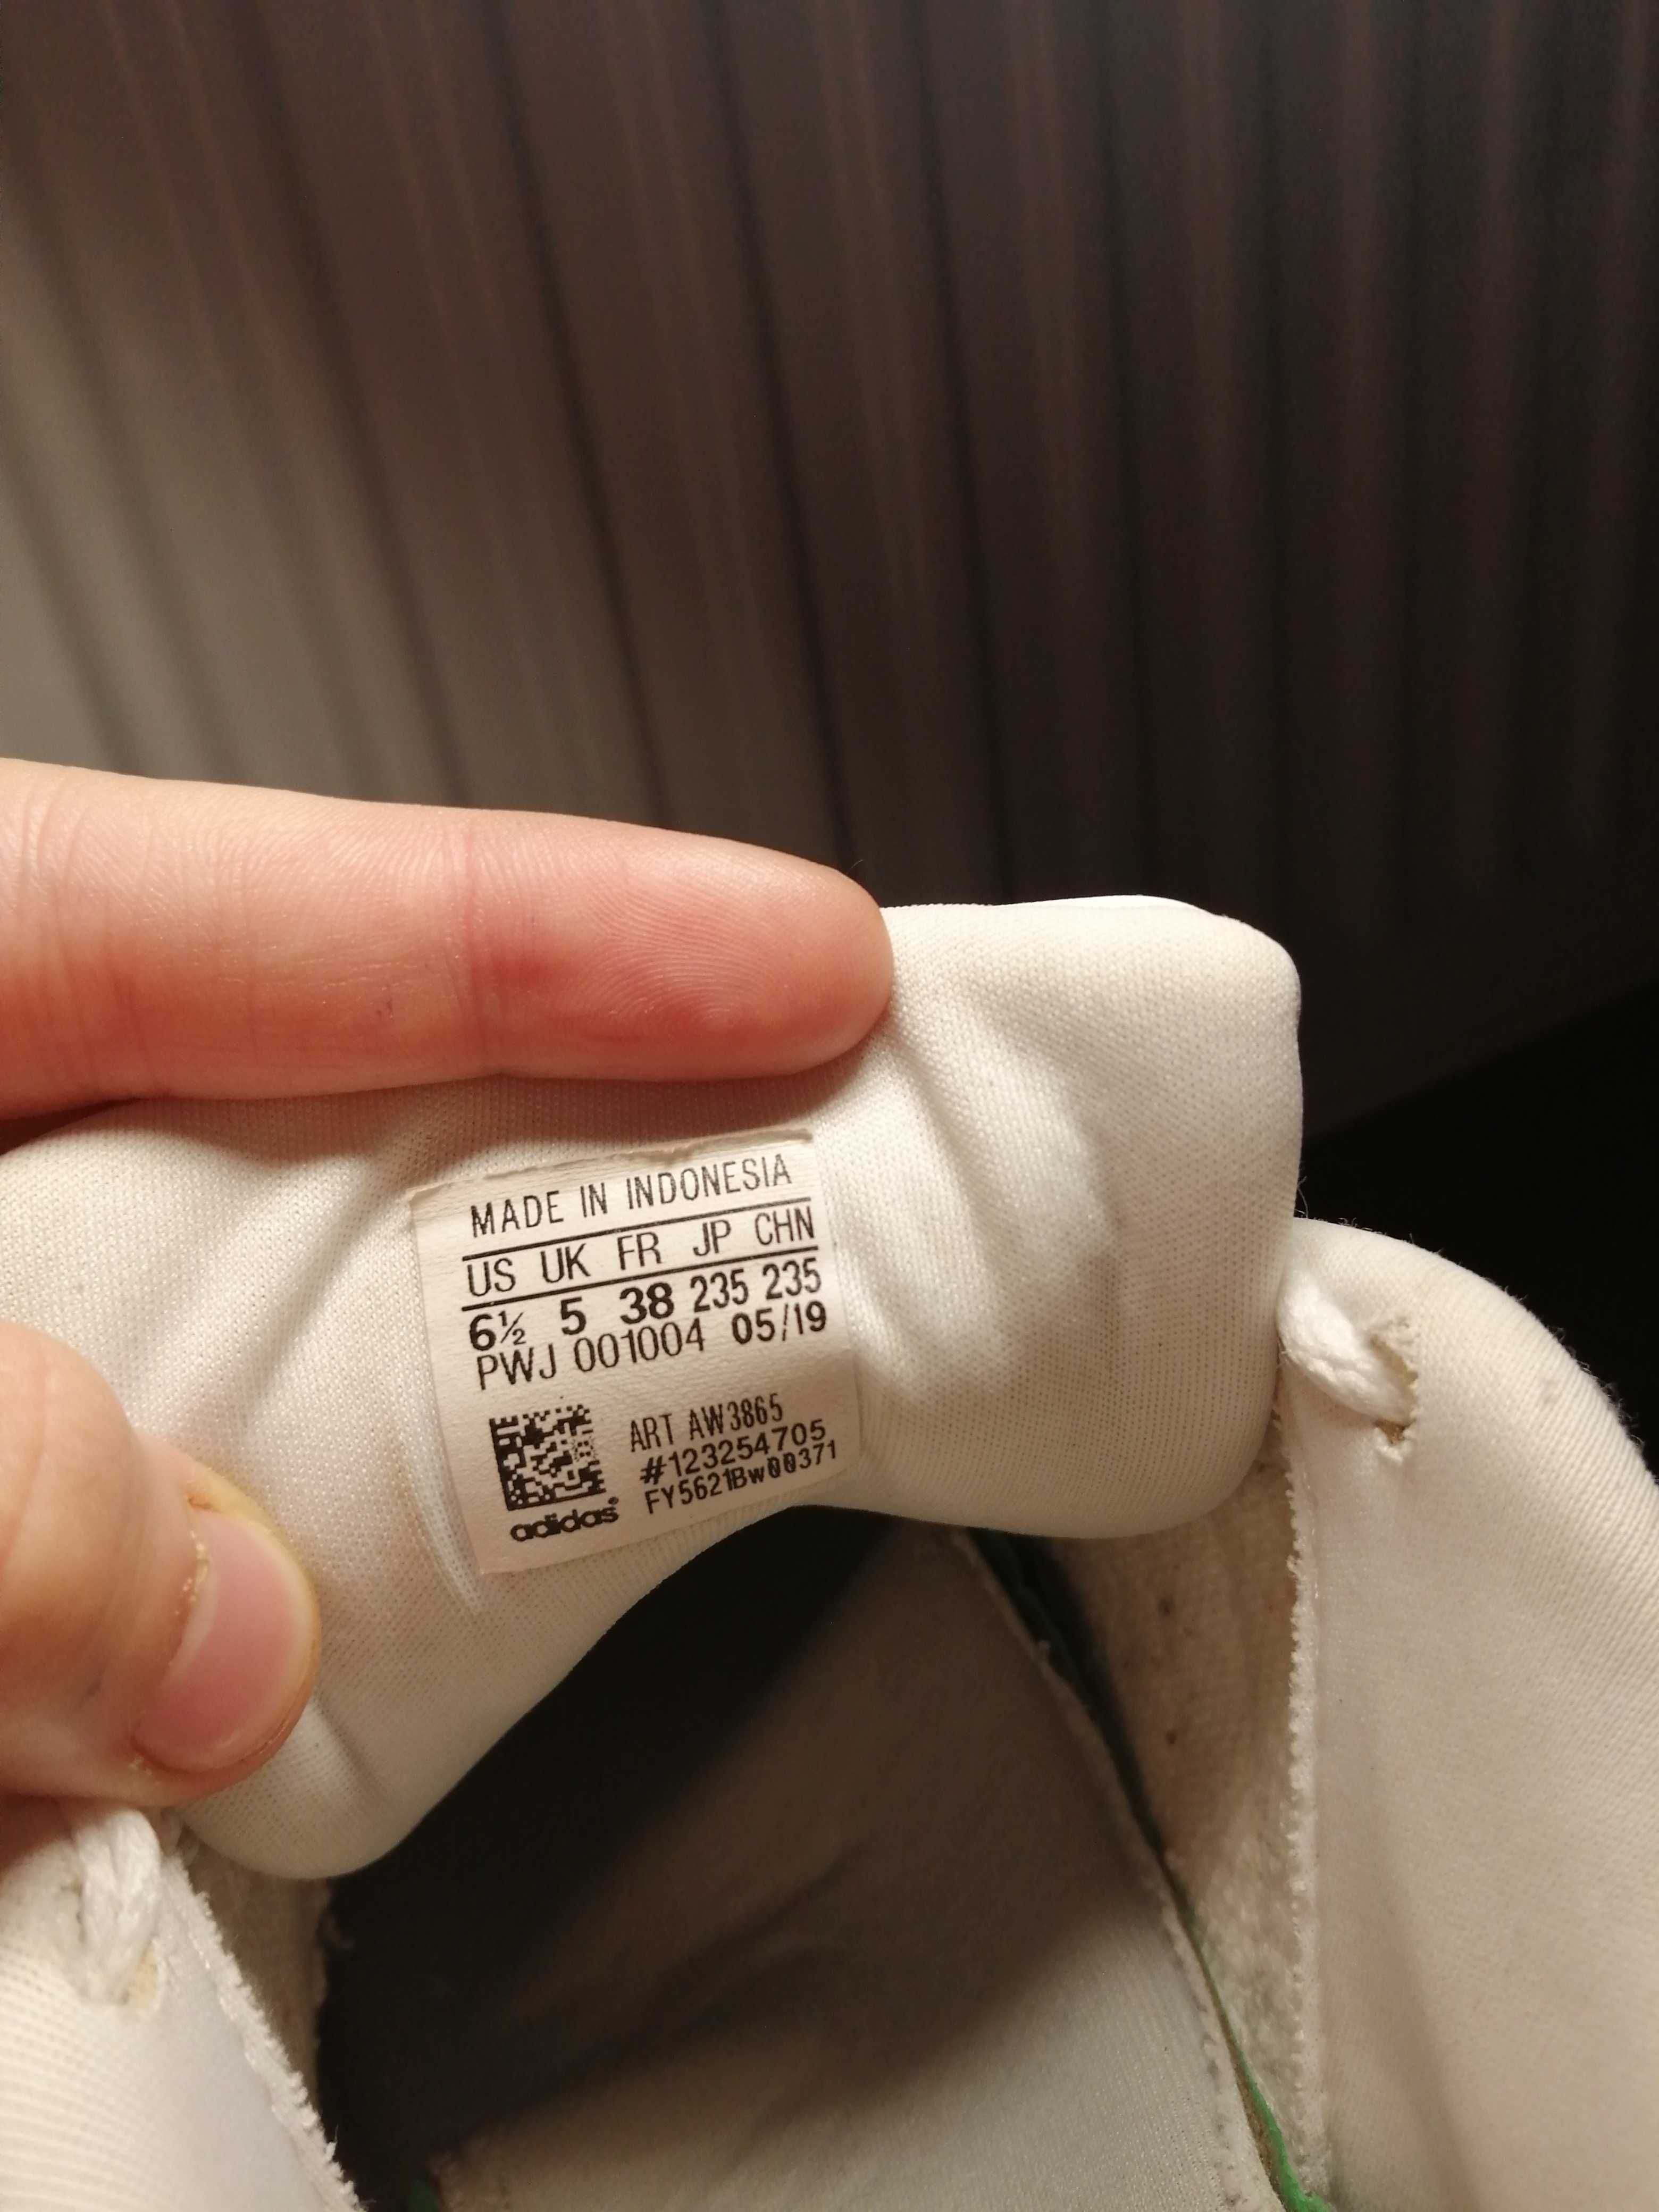 MADE IN INDONESIA
US UK FR JP CHN
6½ 5 38 235 235
PWJ 001004 05/19
ART AW3865
#123254705
FY5621Bw00371
adidas®